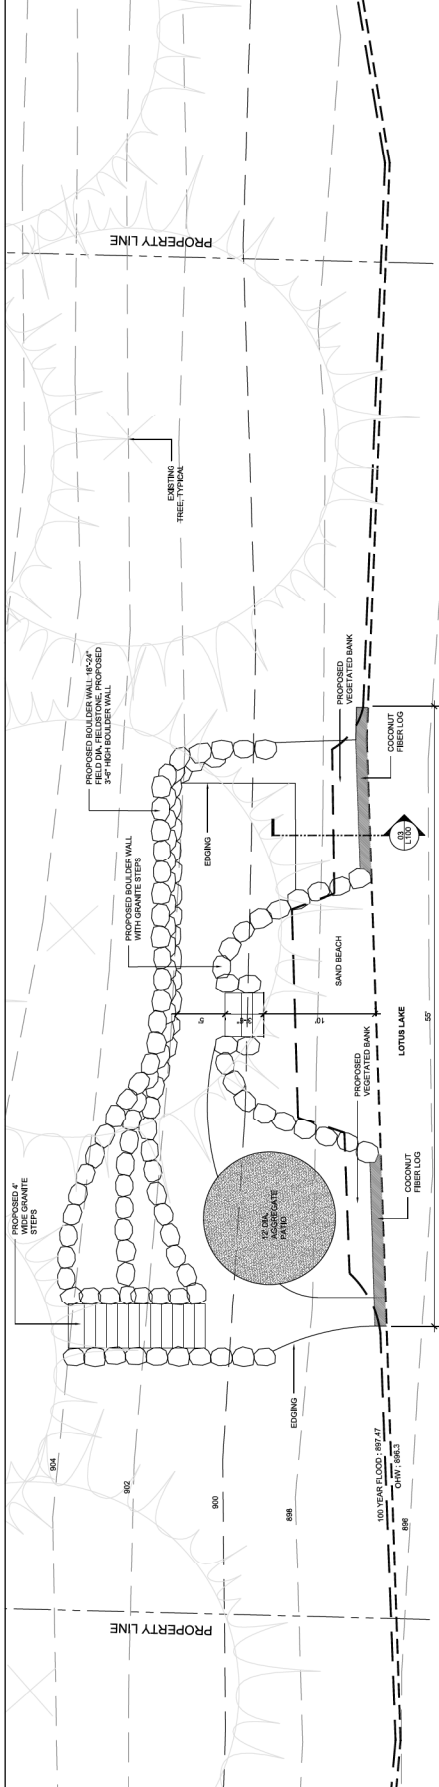 PROPERTY LINE
EXISTING
TREE, TYPICAL
PROPOSED BOULDER WALL 18"-24"
FIELD DIA. FIELDSTONE, PROPOSED
3'-6" HIGH BOULDER WALL
PROPOSED
VEGETATED BANK
COCONUT
FIBER LOG
EDGING
03
L100
PROPOSED BOULDER WALL
WITH GRANITE STEPS
SAND BEACH
LOTUS LAKE
55'
5'
10'
PROPOSED
VEGETATED BANK
PROPOSED 4'
WIDE GRANITE
STEPS
12' DIA.
AGGREGATE
PATIO
COCONUT
FIBER LOG
EDGING
904
902
900
898
100 YEAR FLOOD : 897.47
OHW : 896.3
896
PROPERTY LINE